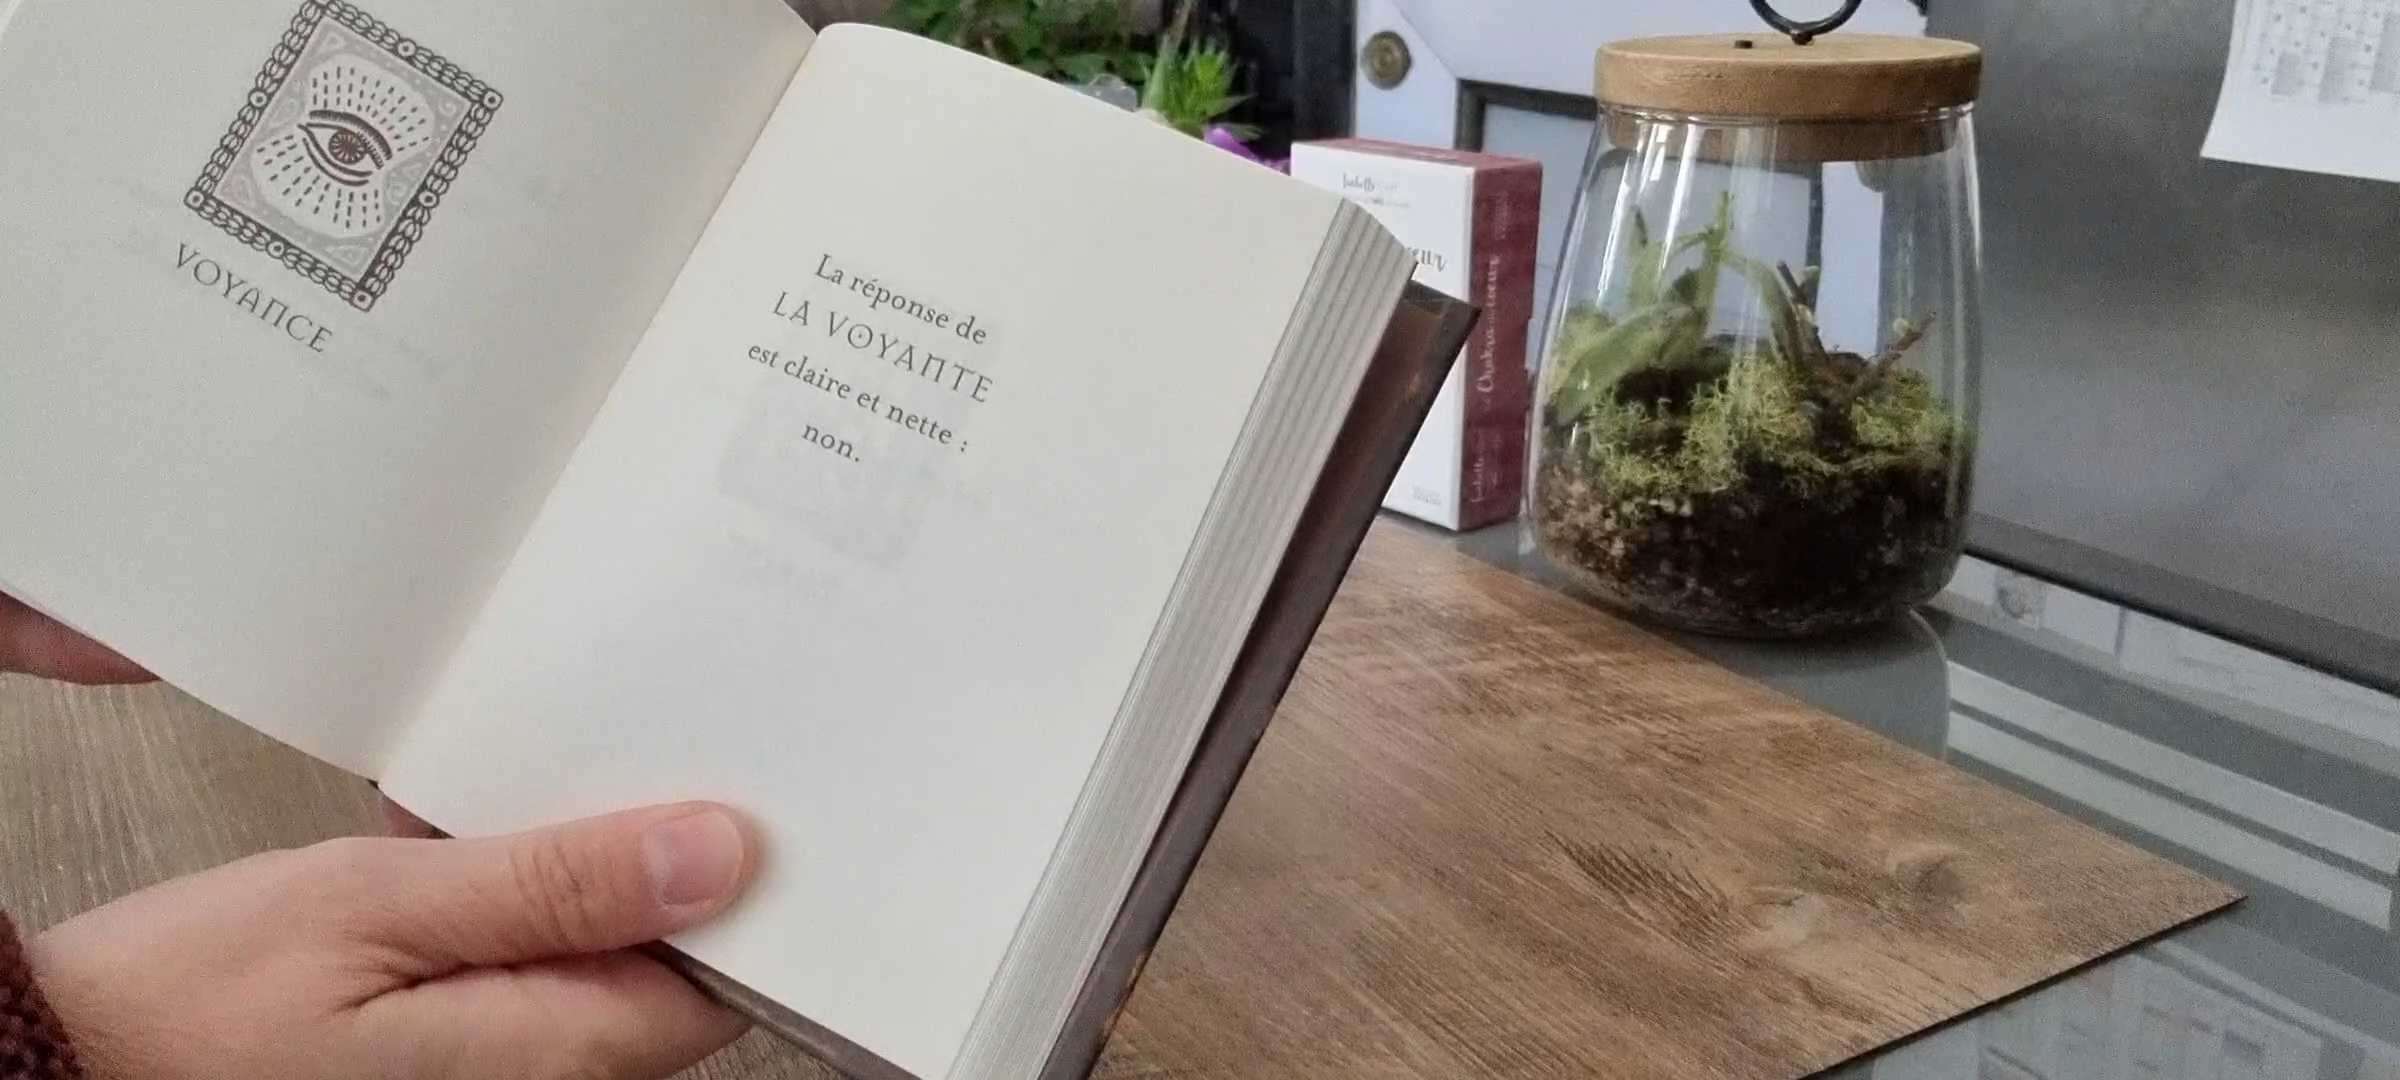 VOYANCE
La réponse de
LA VOYANTE
est claire et nette :
non.